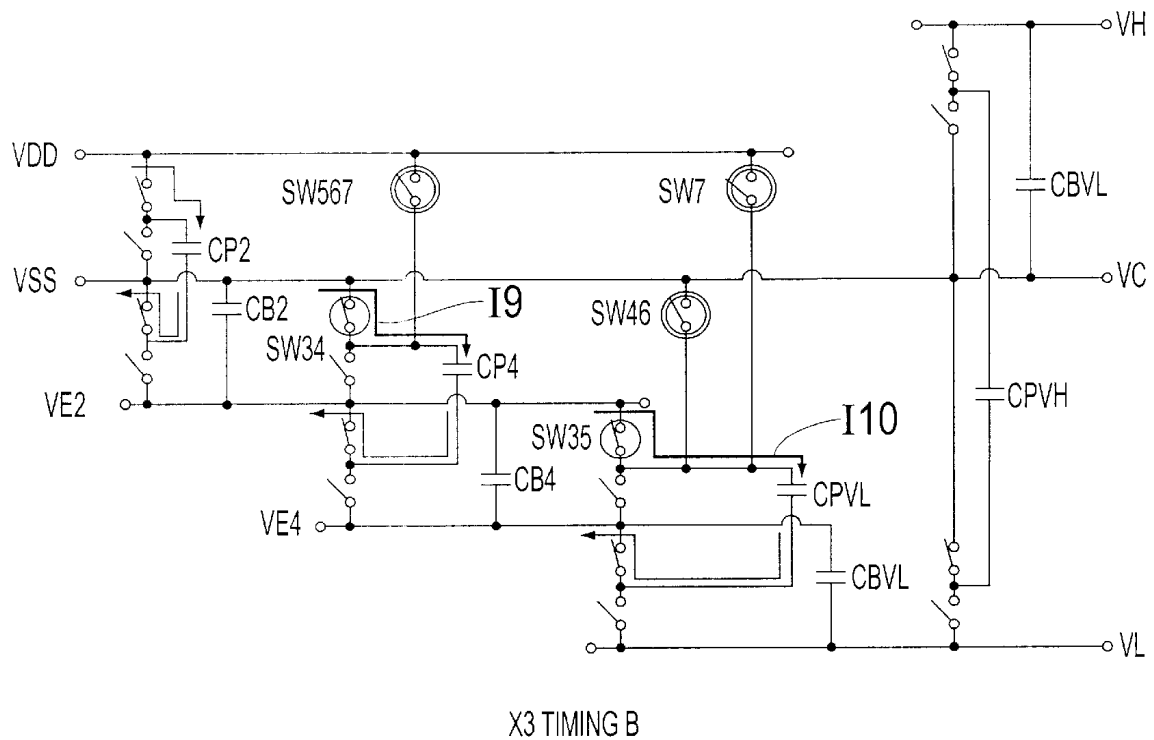 VH
VDD
SW567
SW7
CBVL
CP2
VSS
VC
CB2
I9
SW46
SW34
CP4
CPVH
VE2
SW35
I10
CB4
CPVL
VE4
CBVL
VL
X3 TIMING B